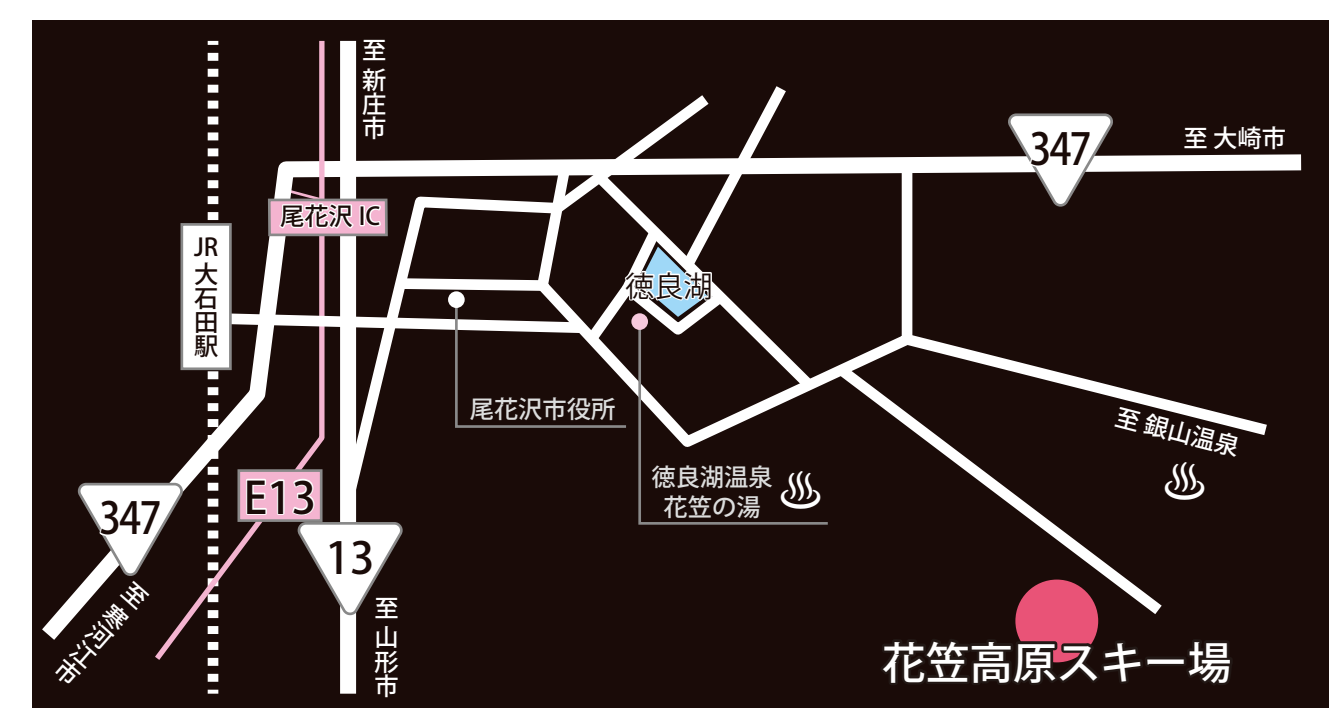 至 新庄市
347
至 大崎市
尾花沢 IC
JR 大石田駅
徳良湖
尾花沢市役所
至 銀山温泉
徳良湖温泉
花笠の湯
E13
347
13
至 寒河江市
至 山形市
花笠高原スキー場